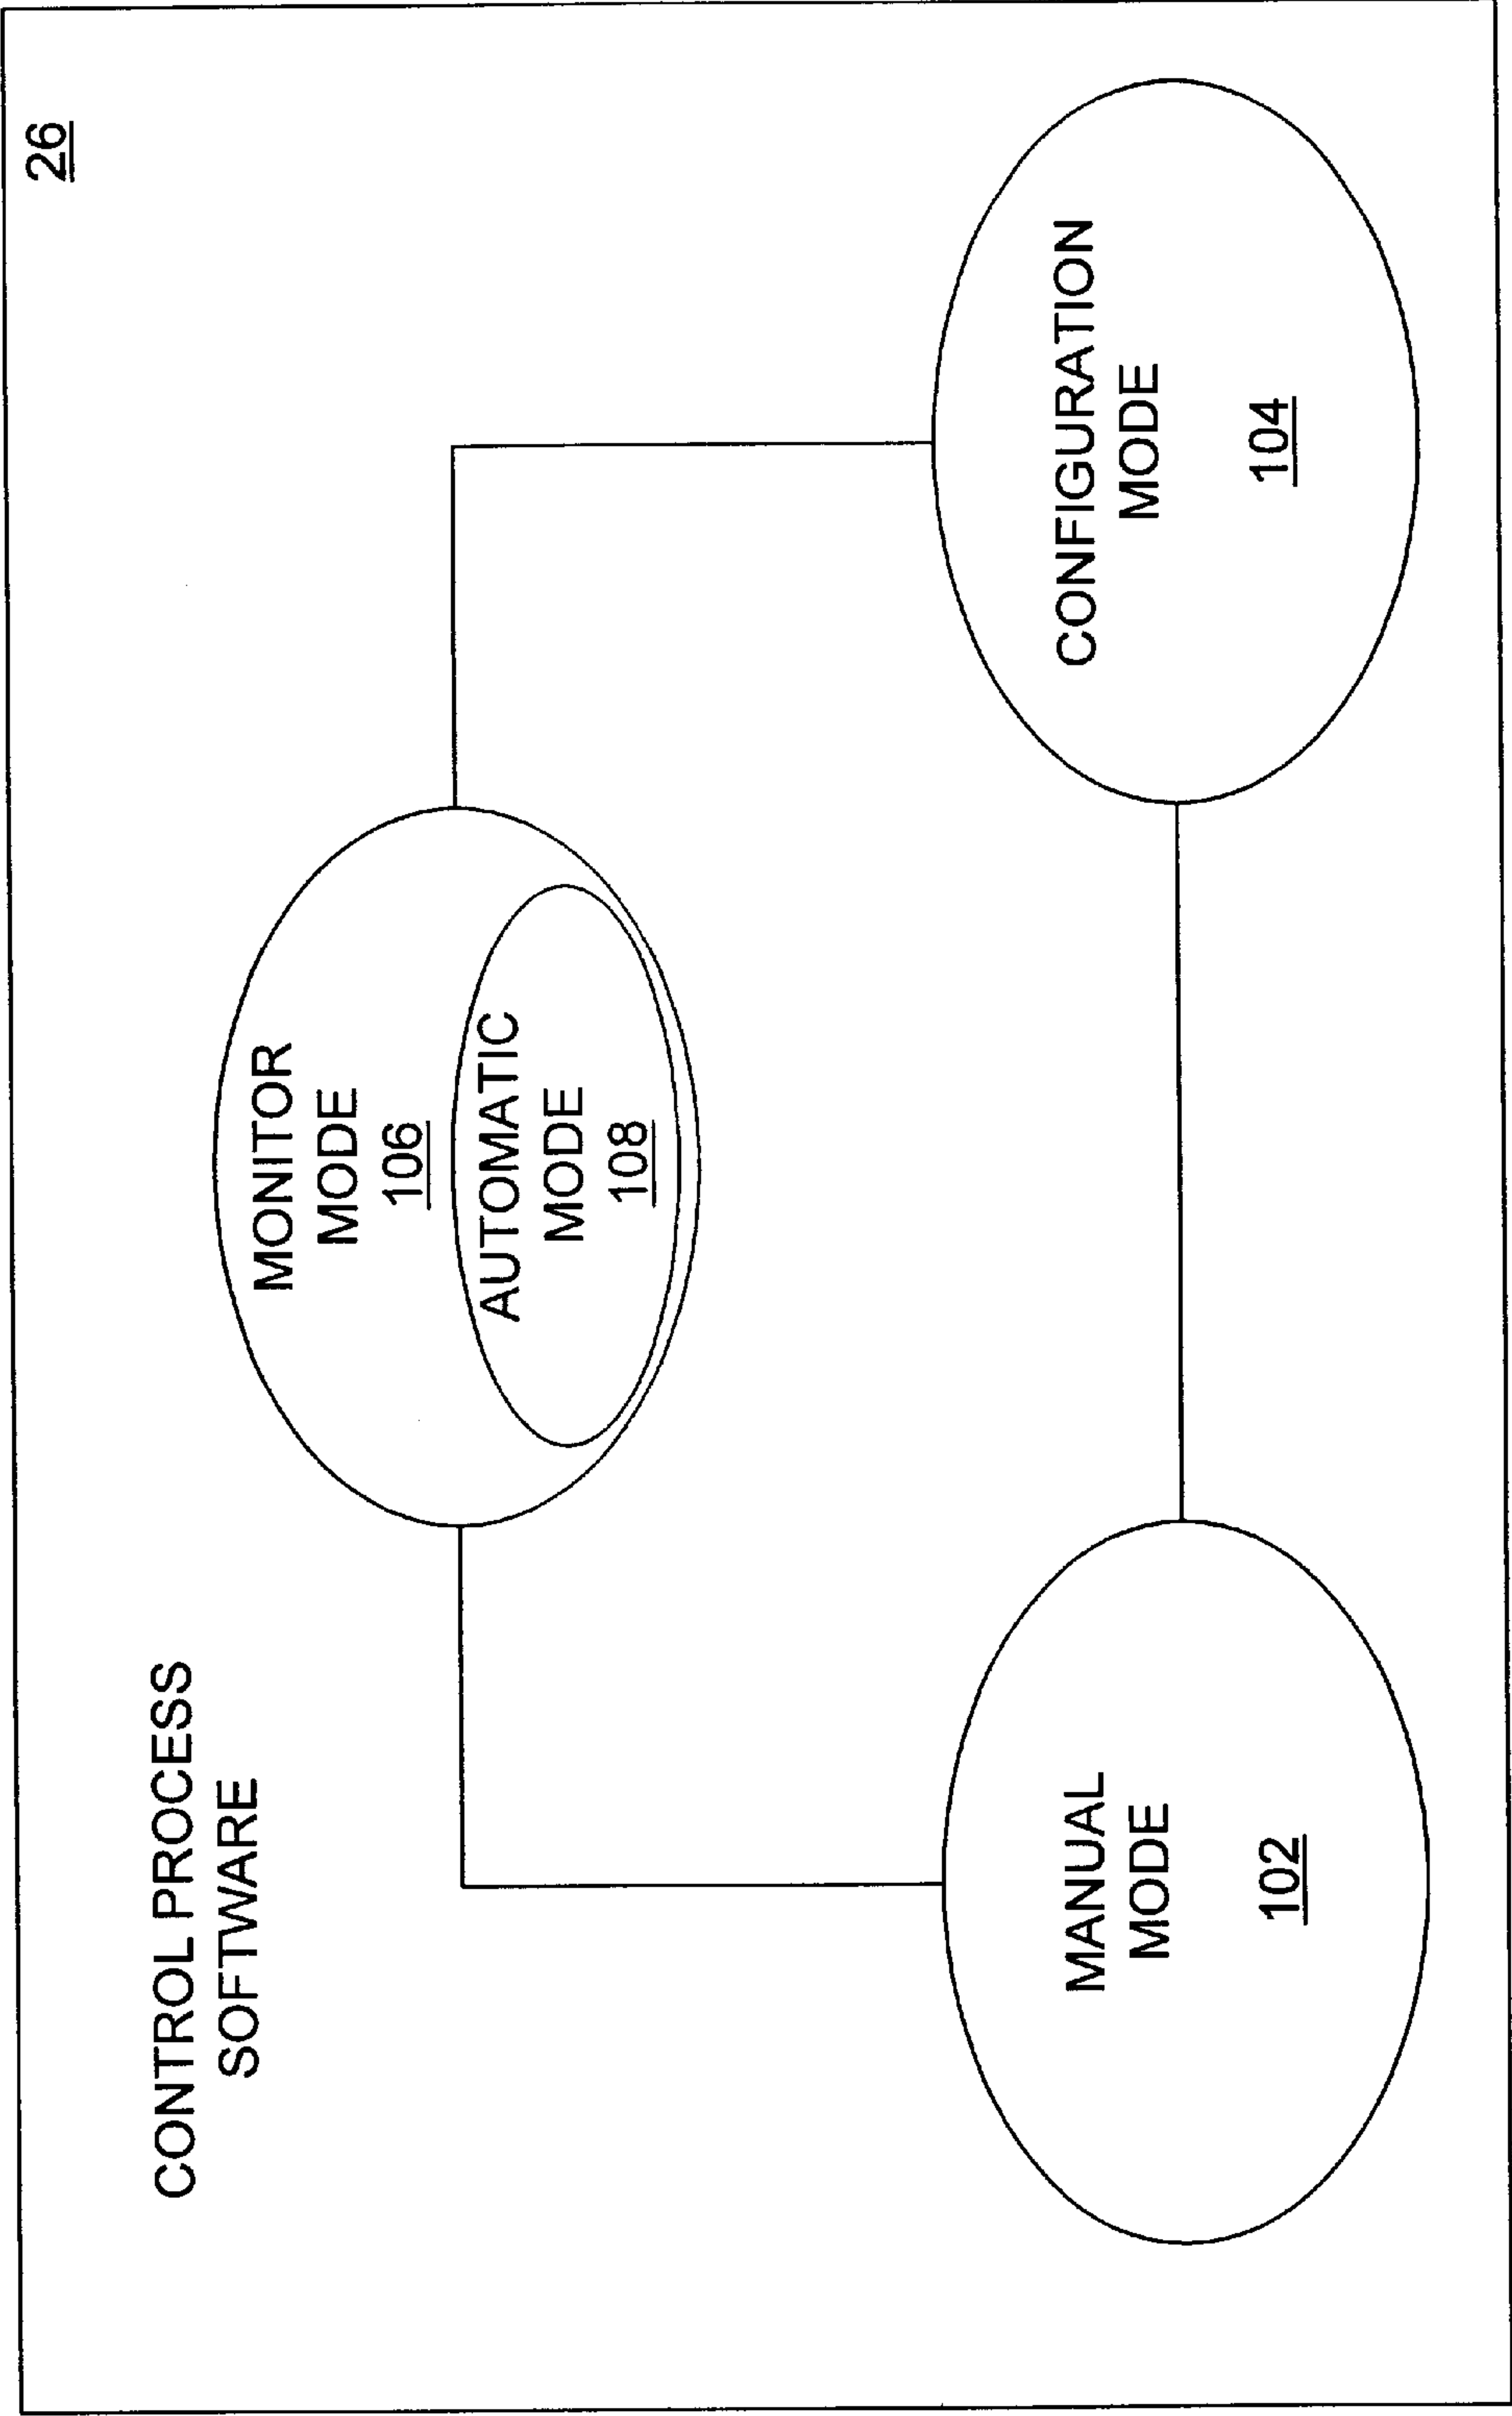 26
CONTROL PROCESS
SOFTWARE
MONITOR
MODE
106
AUTOMATIC
MODE
108
MANUAL
MODE
102
CONFIGURATION
MODE
104